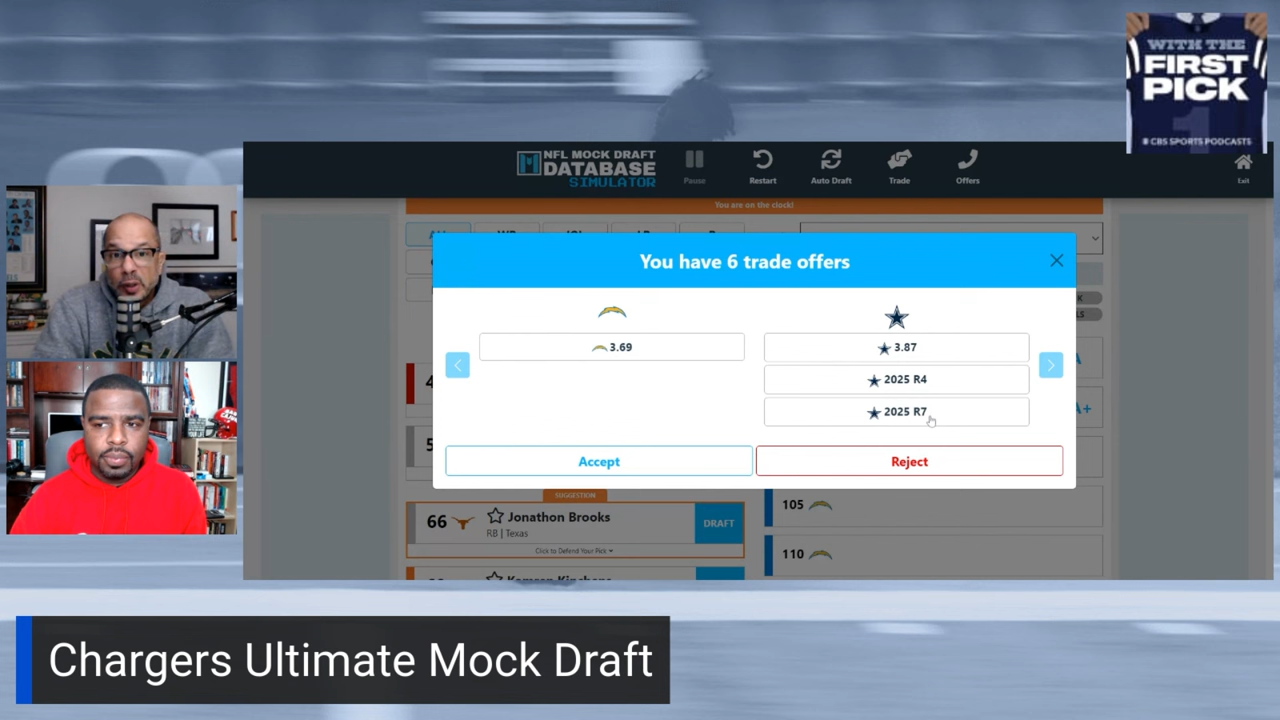 WITH THE
FIRST
PICK
CBS SPORTS PODCASTS
NFL MOCK DRAFT
DATABASE
SIMULATOR
Pause
Restart
Auto Draft
Trade
Offers
Exit
You are on the clock!
You have 6 trade offers
3.69
3.87
2025 R4
2025 R7
Accept
Reject
SUGGESTION
66
Jonathon Brooks
RB | Texas
DRAFT
Click to Defend Your Pick
105
110
A+
Chargers Ultimate Mock Draft